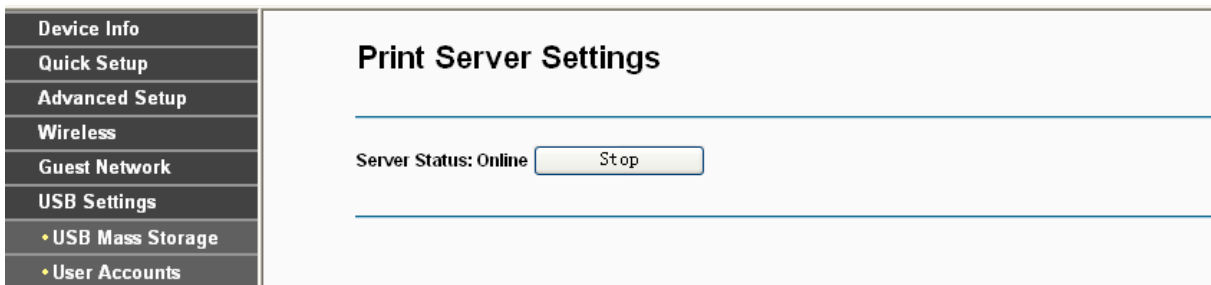 Device Info
Quick Setup
Advanced Setup
Wireless
Guest Network
USB Settings
•USB Mass Storage
•User Accounts
Print Server Settings
Server Status: Online Stop